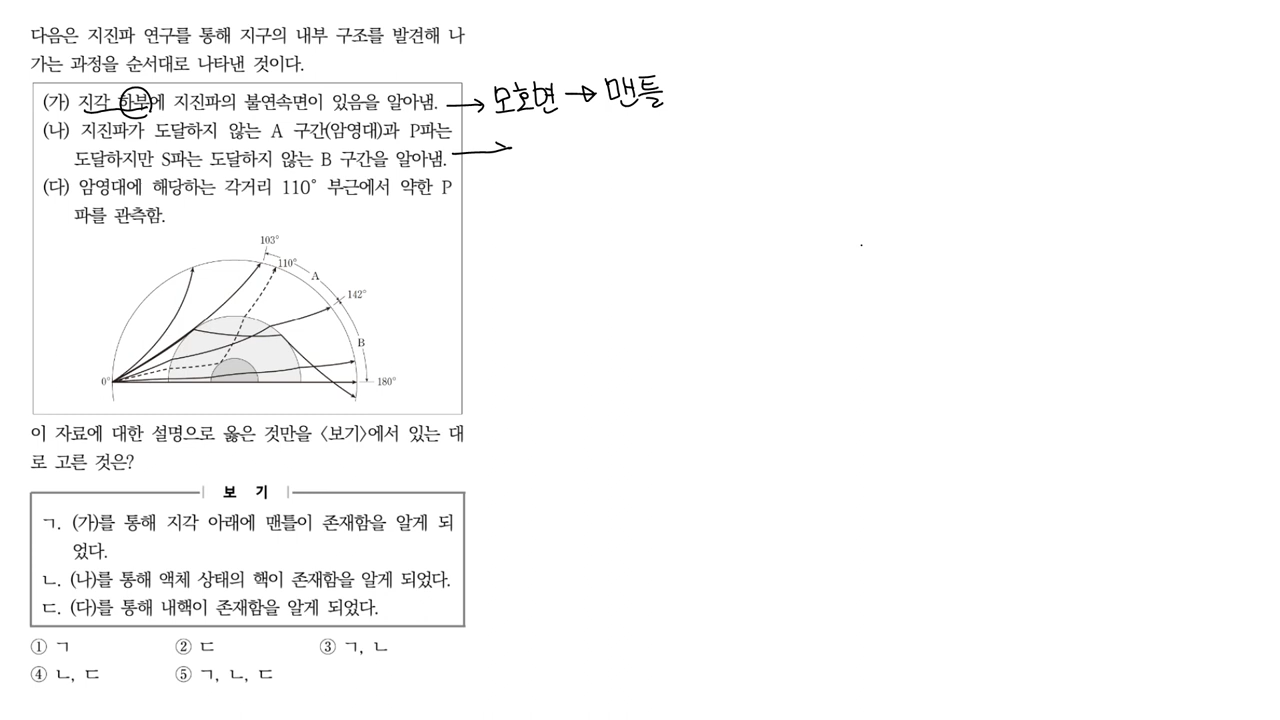 다음은 지진파 연구를 통해 지구의 내부 구조를 발견해 나
가는 과정을 순서대로 나타낸 것이다.
(가) 지각 하부에 지진파의 불연속면이 있음을 알아냄. → 모호면 → 맨틀
(나) 지진파가 도달하지 않는 A 구간(암영대)과 P파는
도달하지만 S파는 도달하지 않는 B 구간을 알아냄. →
(다) 암영대에 해당하는 각거리 110° 부근에서 약한 P
파를 관측함.
103°
110°
A
142°
B
0°
180°
이 자료에 대한 설명으로 옳은 것만을 〈보기〉에서 있는 대
로 고른 것은?
보 기
ㄱ. (가)를 통해 지각 아래에 맨틀이 존재함을 알게 되
었다.
ㄴ. (나)를 통해 액체 상태의 핵이 존재함을 알게 되었다.
ㄷ. (다)를 통해 내핵이 존재함을 알게 되었다.
① ㄱ ② ㄷ ③ ㄱ, ㄴ
④ ㄴ, ㄷ ⑤ ㄱ, ㄴ, ㄷ